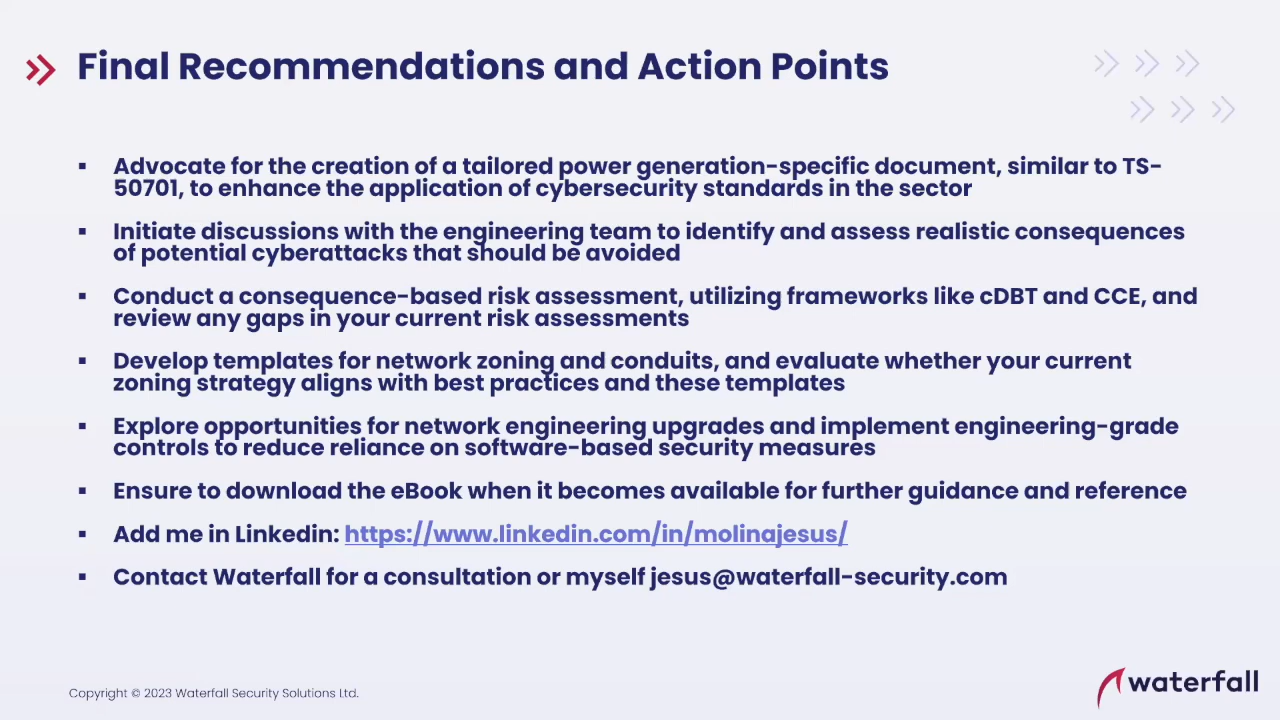 Final Recommendations and Action Points
▪ Advocate for the creation of a tailored power generation-specific document, similar to TS-
50701, to enhance the application of cybersecurity standards in the sector
▪ Initiate discussions with the engineering team to identify and assess realistic consequences
of potential cyberattacks that should be avoided
▪ Conduct a consequence-based risk assessment, utilizing frameworks like cDBT and CCE, and
review any gaps in your current risk assessments
▪ Develop templates for network zoning and conduits, and evaluate whether your current
zoning strategy aligns with best practices and these templates
▪ Explore opportunities for network engineering upgrades and implement engineering-grade
controls to reduce reliance on software-based security measures
▪ Ensure to download the eBook when it becomes available for further guidance and reference
▪ Add me in Linkedin: https://www.linkedin.com/in/molinajesus/
▪ Contact Waterfall for a consultation or myself jesus@waterfall-security.com
Copyright © 2023 Waterfall Security Solutions Ltd.
waterfall